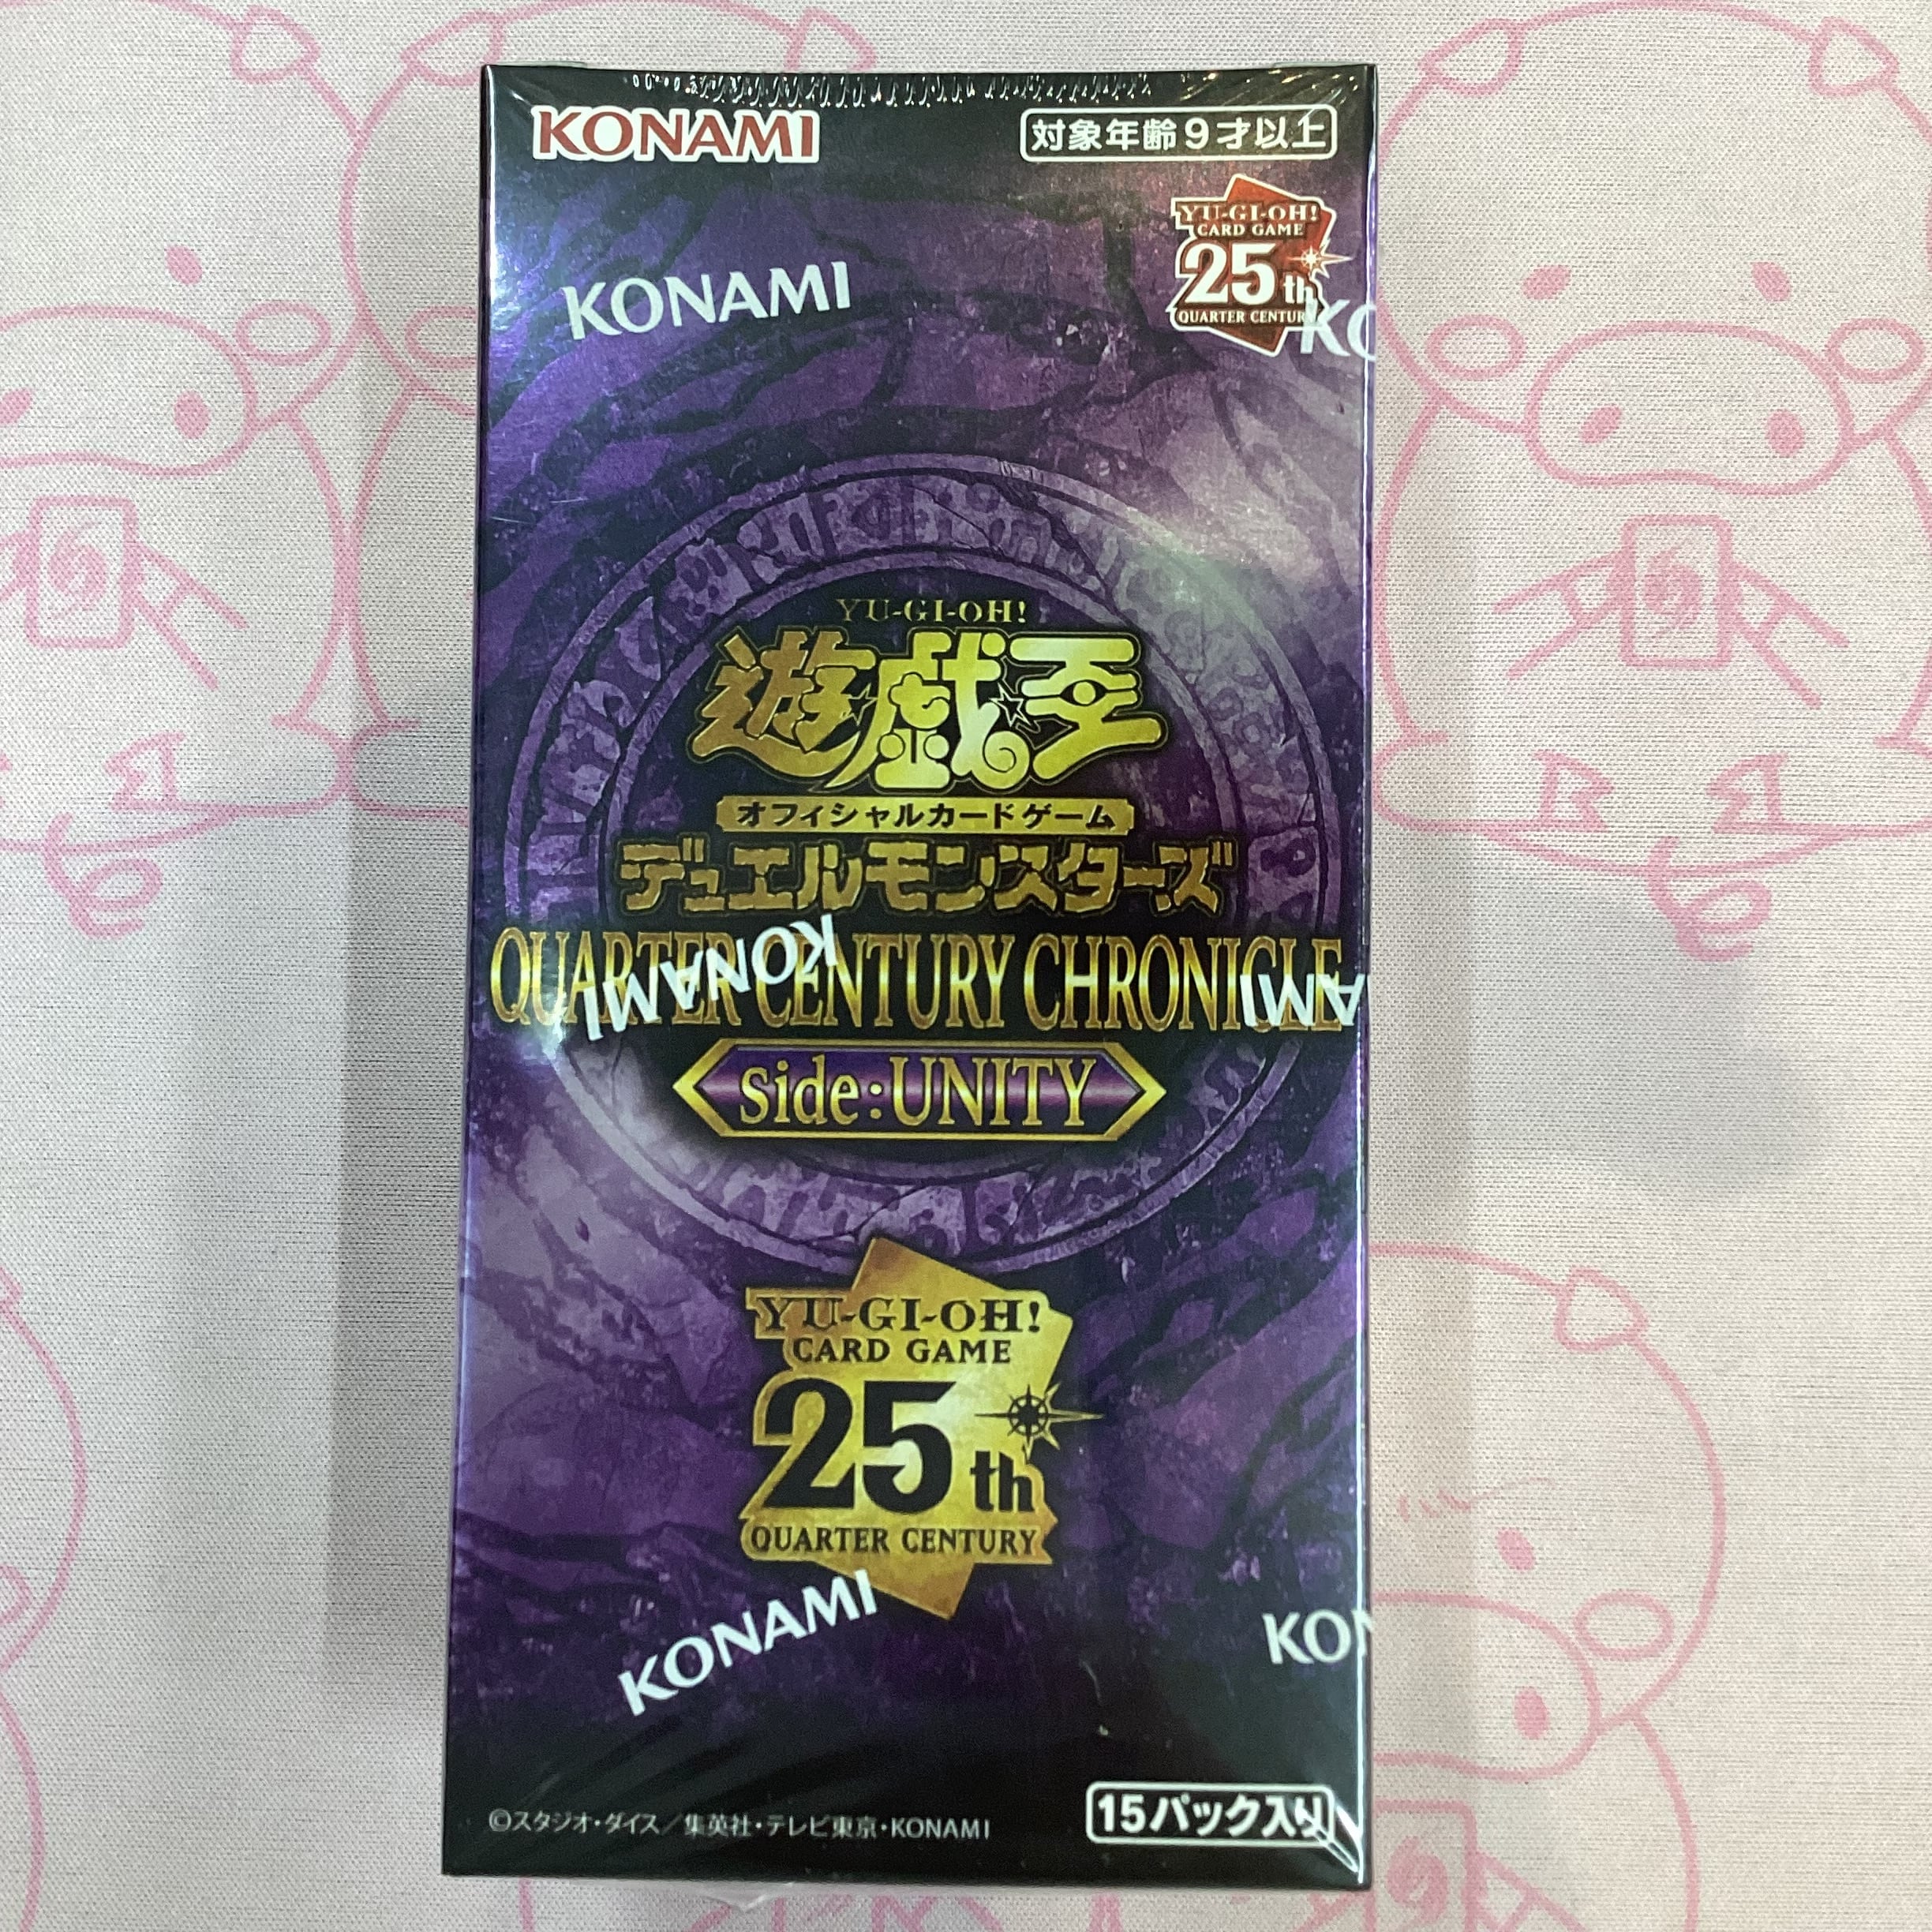 KONAMI
対象年齢9才以上
YU-GI-OH!
CARD GAME
25th
QUARTER CENTURY
KONAMI
KO
YU-GI-OH!
遊戯王
オフィシャルカードゲーム
デュエルモンスターズ
QUARTER CENTURY CHRONICLE
KONAMI
AMI
side:UNITY
YU-GI-OH!
CARD GAME
25th
QUARTER CENTURY
KONAMI
KON
©スタジオ・ダイス／集英社・テレビ東京・KONAMI
15パック入り